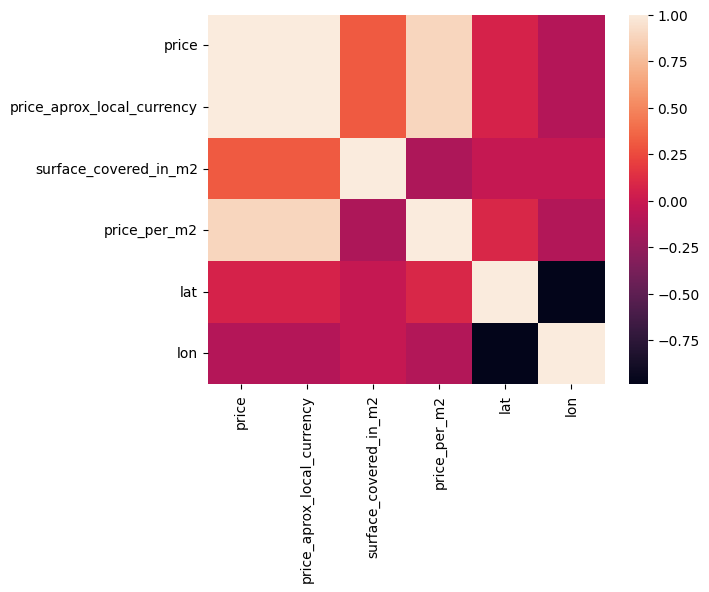 price
price_aprox_local_currency
surface_covered_in_m2
price_per_m2
lat
lon
price
price_aprox_local_currency
surface_covered_in_m2
price_per_m2
lat
lon
1.00
0.75
0.50
0.25
0.00
−0.25
−0.50
−0.75